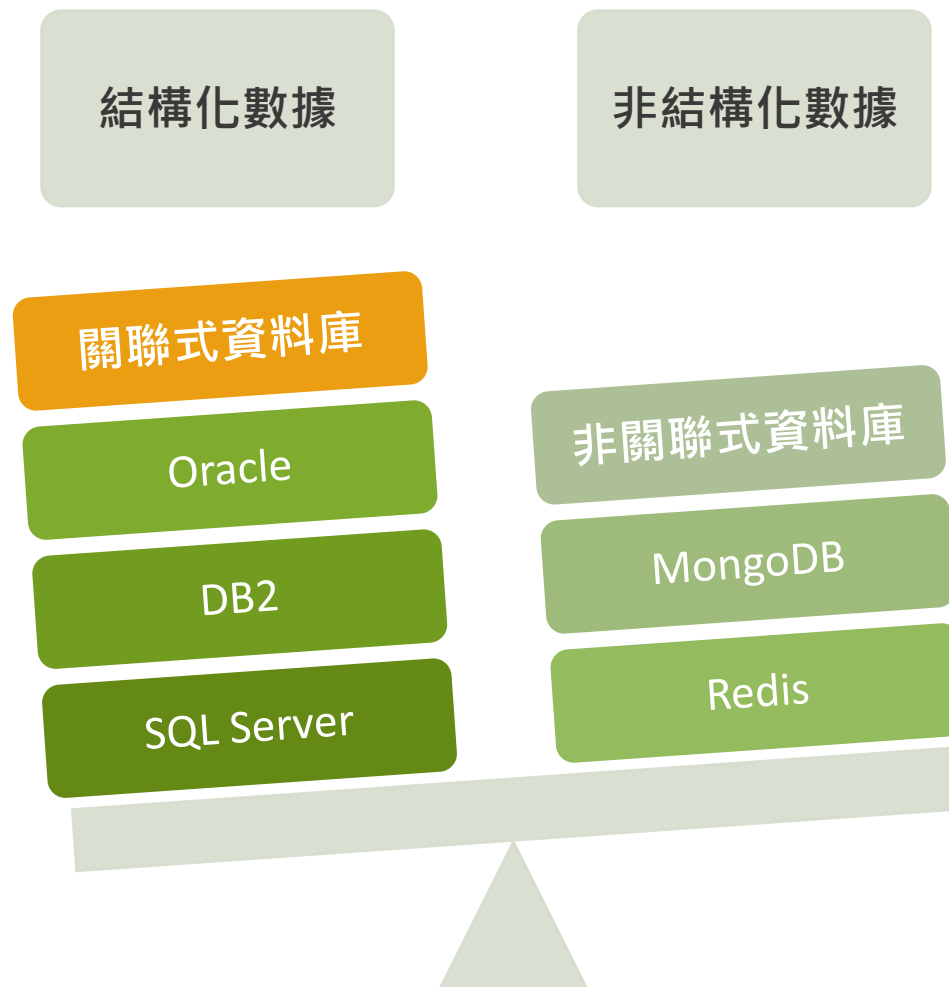 結構化數據
非結構化數據
關聯式資料庫
Oracle
DB2
SQL Server
非關聯式資料庫
MongoDB
Redis